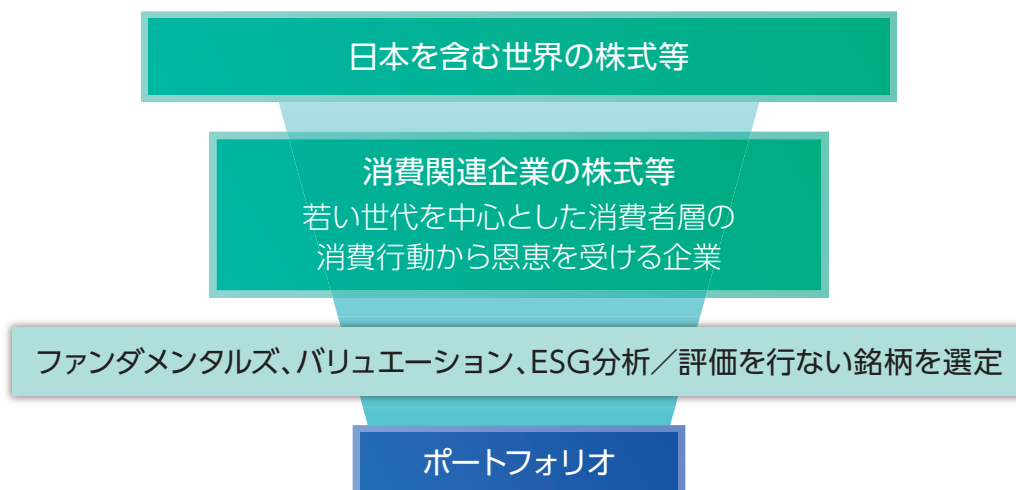 日本を含む世界の株式等
消費関連企業の株式等
若い世代を中心とした消費者層の
消費行動から恩恵を受ける企業
ファンダメンタルズ、バリュエーション、ESG分析／評価を行ない銘柄を選定
ポートフォリオ